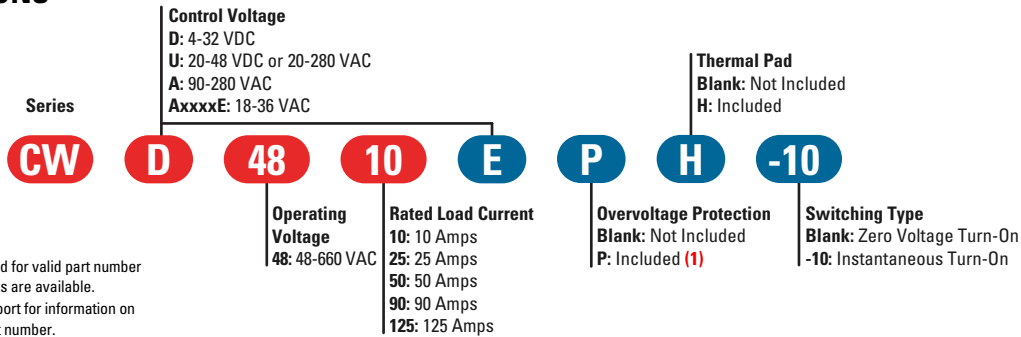 Control Voltage
D: 4-32 VDC
U: 20-48 VDC or 20-280 VAC
A: 90-280 VAC
AxxxxE: 18-36 VAC
Thermal Pad
Blank: Not Included
H: Included
Series
CW D 48 10 E P H -10
Operating
Voltage
48: 48-660 VAC
Rated Load Current
10: 10 Amps
25: 25 Amps
50: 50 Amps
90: 90 Amps
125: 125 Amps
Overvoltage Protection
Blank: Not Included
P: Included (1)
Switching Type
Blank: Zero Voltage Turn-On
-10: Instantaneous Turn-On
d for valid part number
s are available.
port for information on
t number.